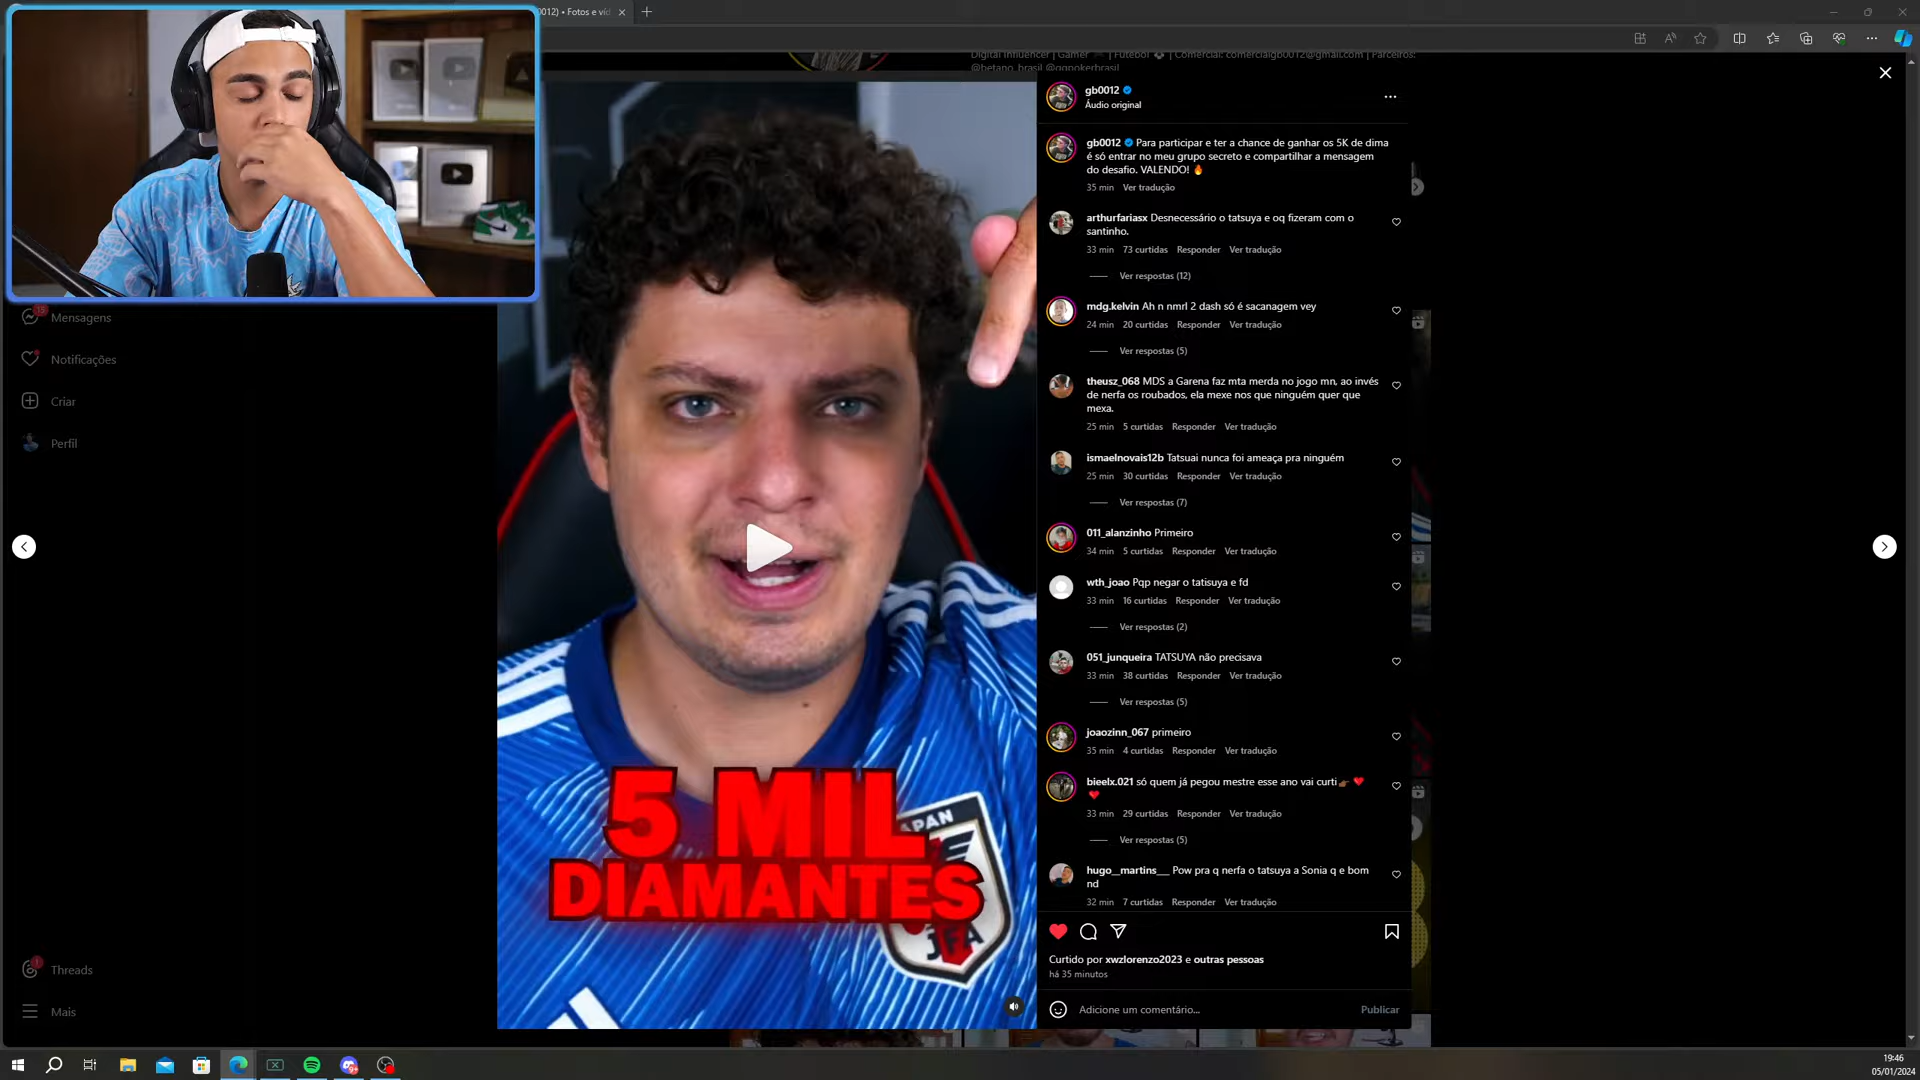 0012) • Fotos e víd
Digital Influencer | Gamer 🎮 | Futebol ⚽ | Comercial: comercialgb0012@gmail.com | Parceiros:
@betano_brasil @ggpokerbrasil
Mensagens
Notificações
Criar
Perfil
Threads
Mais
5 MIL
DIAMANTES
JAPAN
JFA
gb0012
Áudio original
gb0012 Para participar e ter a chance de ganhar os 5K de dima
é só entrar no meu grupo secreto e compartilhar a mensagem
do desafio. VALENDO! 🔥
35 min Ver tradução
arthurfariasx Desnecessário o tatsuya e oq fizeram com o
santinho.
33 min 73 curtidas Responder Ver tradução
Ver respostas (12)
mdg.kelvin Ah n nmrl 2 dash só é sacanagem vey
24 min 20 curtidas Responder Ver tradução
Ver respostas (5)
theusz_068 MDS a Garena faz mta merda no jogo mn, ao invés
de nerfa os roubados, ela mexe nos que ninguém quer que
mexa.
25 min 5 curtidas Responder Ver tradução
ismaelnovais12b Tatsuai nunca foi ameaça pra ninguém
25 min 30 curtidas Responder Ver tradução
Ver respostas (7)
011_alanzinho Primeiro
34 min 5 curtidas Responder Ver tradução
wth_joao Pqp negar o tatisuya e fd
33 min 16 curtidas Responder Ver tradução
Ver respostas (2)
051_junqueira TATSUYA não precisava
33 min 38 curtidas Responder Ver tradução
Ver respostas (5)
joaozinn_067 primeiro
35 min 4 curtidas Responder Ver tradução
bieelx.021 só quem já pegou mestre esse ano vai curti👉🏾 ❤️
❤️
33 min 29 curtidas Responder Ver tradução
Ver respostas (5)
hugo__martins___ Pow pra q nerfa o tatsuya a Sonia q e bom
nd
32 min 7 curtidas Responder Ver tradução
Curtido por xwzlorenzo2023 e outras pessoas
há 35 minutos
Adicione um comentário...
Publicar
19:46
05/01/2024